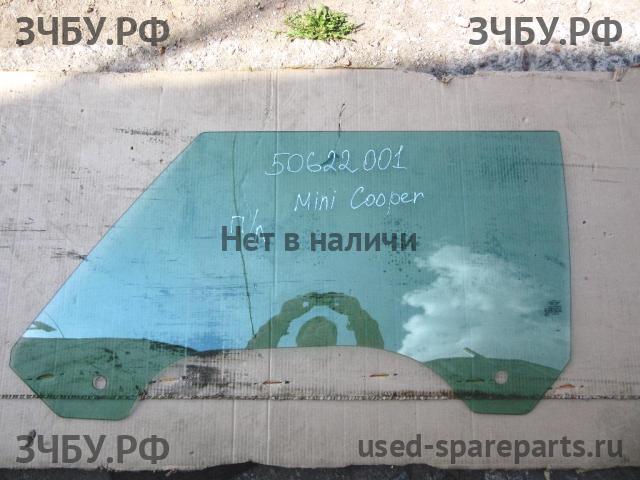 ЗЧБУ.РФ
ЗЧБУ.РФ
50622001
Mini Cooper
П/Л
Нет в наличи
ЗЧБУ.РФ
used-spareparts.ru